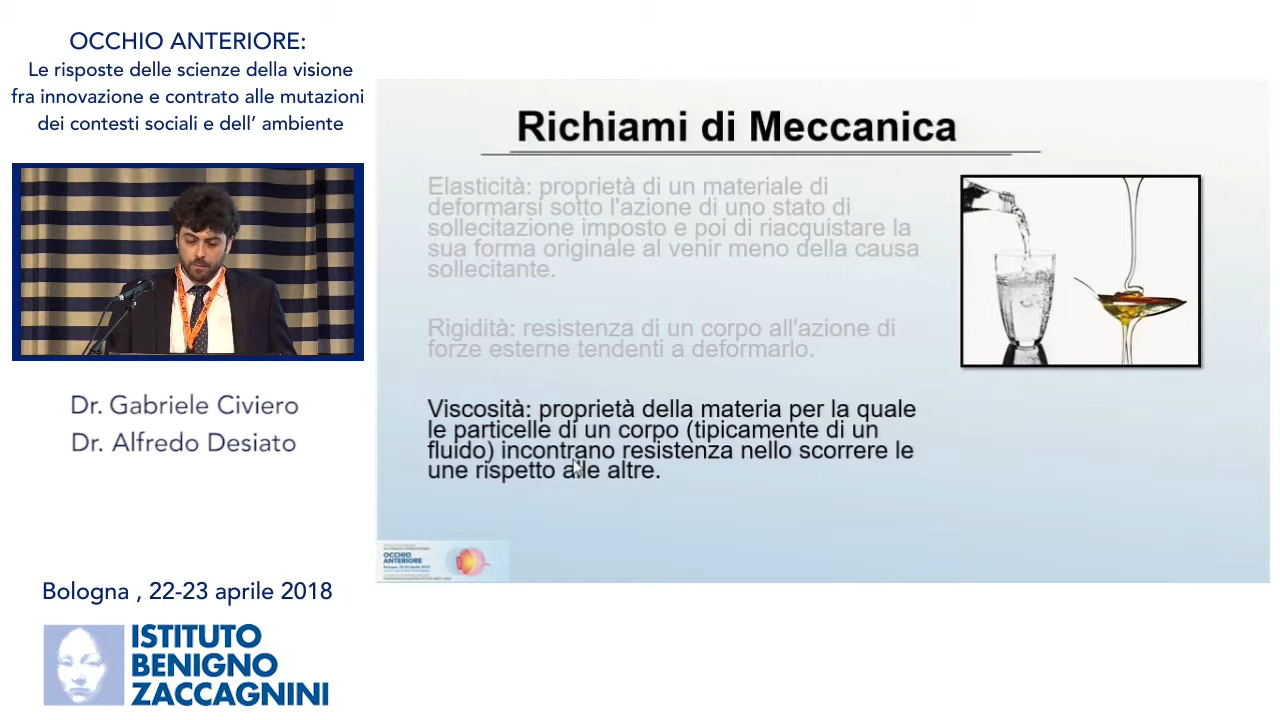 OCCHIO ANTERIORE:
Le risposte delle scienze della visione
fra innovazione e contrato alle mutazioni
dei contesti sociali e dell' ambiente
Richiami di Meccanica
Elasticità: proprietà di un materiale di
deformarsi sotto l'azione di uno stato di
sollecitazione imposto e poi di riacquistare la
sua forma originale al venir meno della causa
sollecitante.
Rigidità: resistenza di un corpo all'azione di
forze esterne tendenti a deformarlo.
Viscosità: proprietà della materia per la quale
le particelle di un corpo (tipicamente di un
fluido) incontrano resistenza nello scorrere le
une rispetto alle altre.
Dr. Gabriele Civiero
Dr. Alfredo Desiato
OCCHIO
ANTERIORE
Bologna , 22-23 aprile 2018
ISTITUTO
BENIGNO
ZACCAGNINI